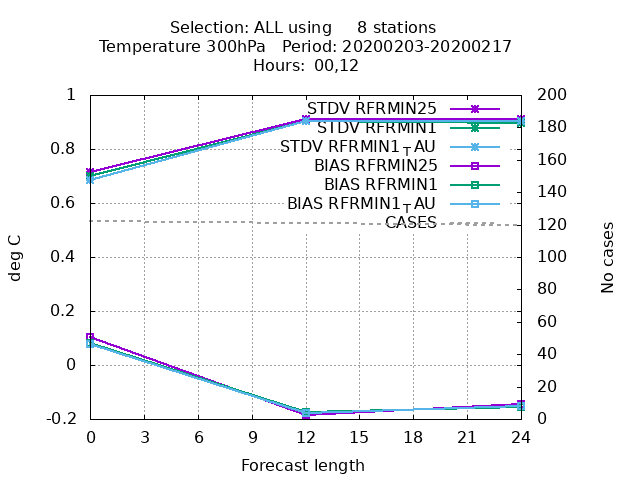 Selection: ALL using 8 stations
Temperature 300hPa Period: 20200203-20200217
Hours: 00,12
1
0.8
0.6
0.4
0.2
0
-0.2
deg C
STDV RFRMIN25
STDV RFRMIN1
STDV RFRMIN1TAU
BIAS RFRMIN25
BIAS RFRMIN1
BIAS RFRMIN1TAU
CASES
200
180
160
140
120
100
80
60
40
20
0
No cases
0 3 6 9 12 15 18 21 24
Forecast length